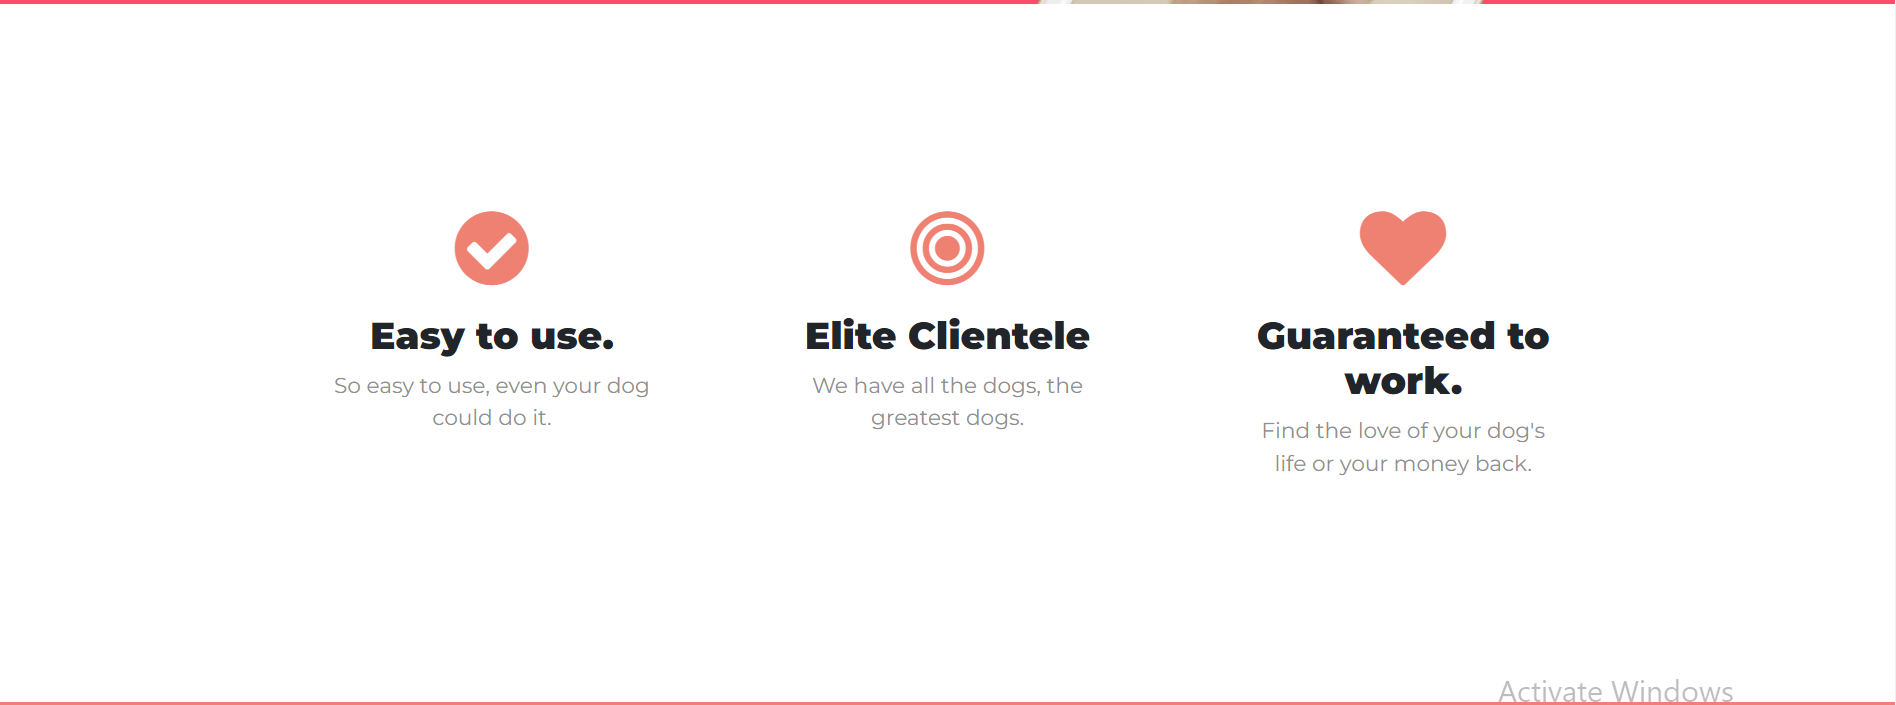 Easy to use.
So easy to use, even your dog
could do it.
Elite Clientele
We have all the dogs, the
greatest dogs.
Guaranteed to
work.
Find the love of your dog's
life or your money back.
Activate Windows